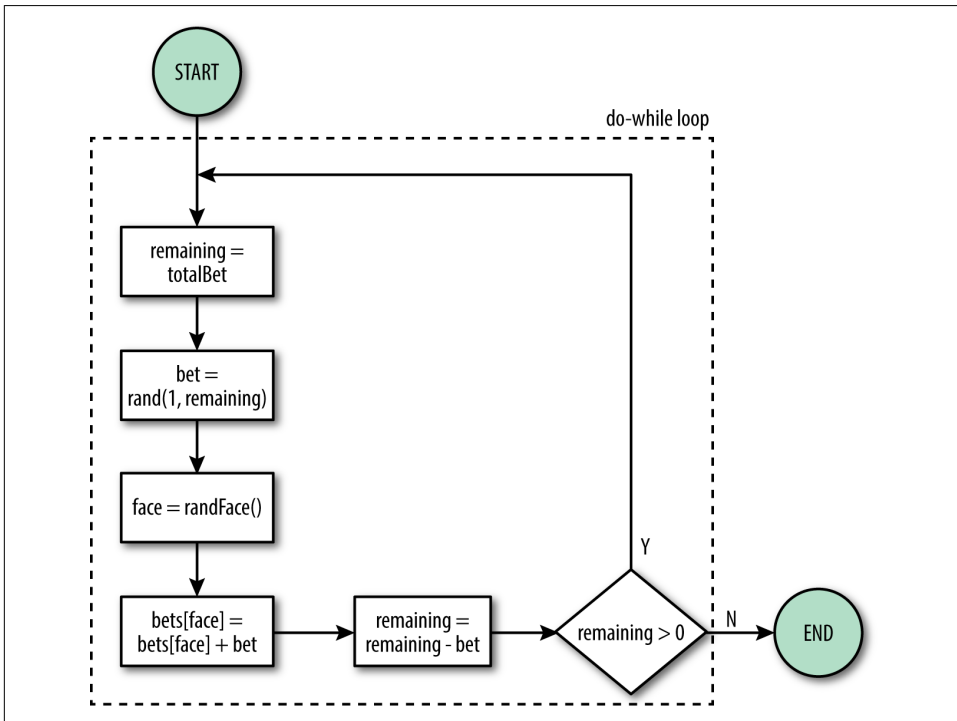 START
do-while loop
remaining =
totalBet
bet =
rand(1, remaining)
face = randFace()
bets[face] =
bets[face] + bet
remaining =
remaining - bet
remaining > 0
Y
N
END